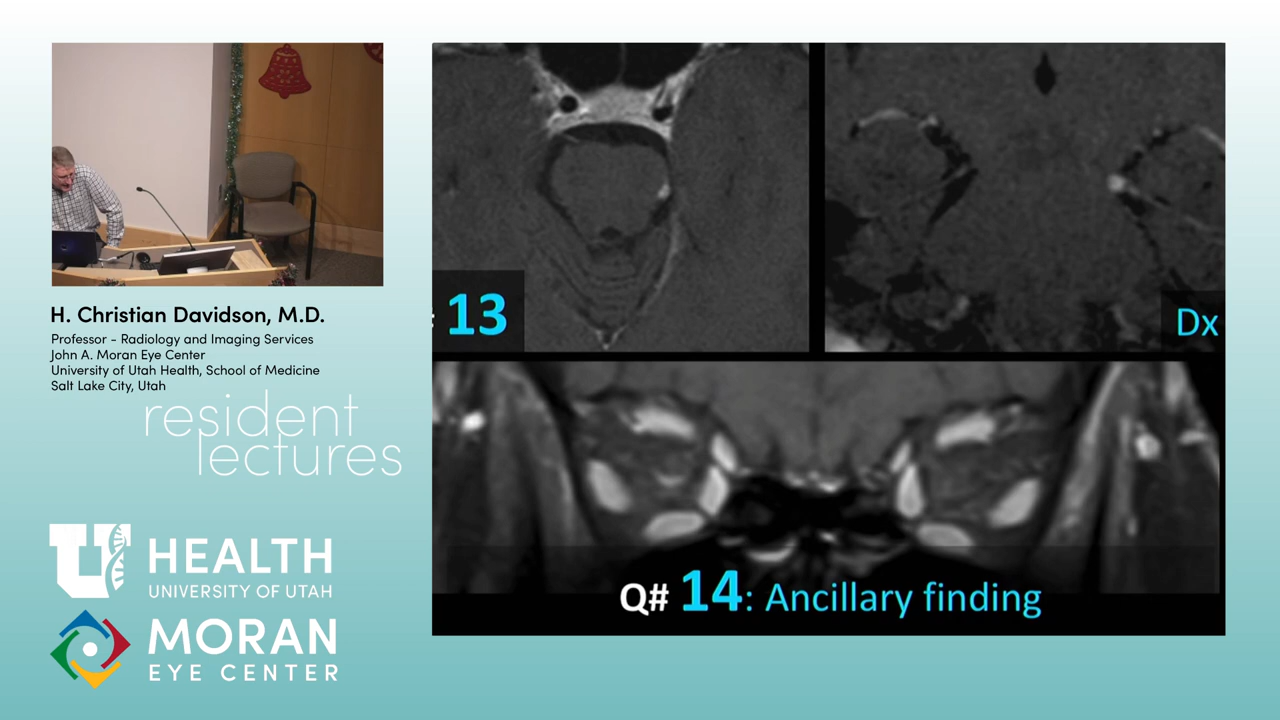 H. Christian Davidson, M.D.
Professor - Radiology and Imaging Services
John A. Moran Eye Center
University of Utah Health, School of Medicine
Salt Lake City, Utah
resident
lectures
U HEALTH
UNIVERSITY OF UTAH
MORAN
EYE CENTER
13
Dx
Q# 14: Ancillary finding